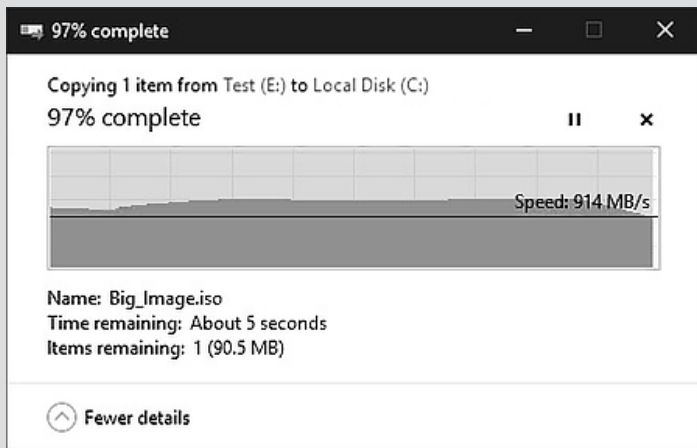 97% complete
Copying 1 item from Test (E:) to Local Disk (C:)
97% complete
Speed: 914 MB/s
Name: Big_Image.iso
Time remaining: About 5 seconds
Items remaining: 1 (90.5 MB)
Fewer details